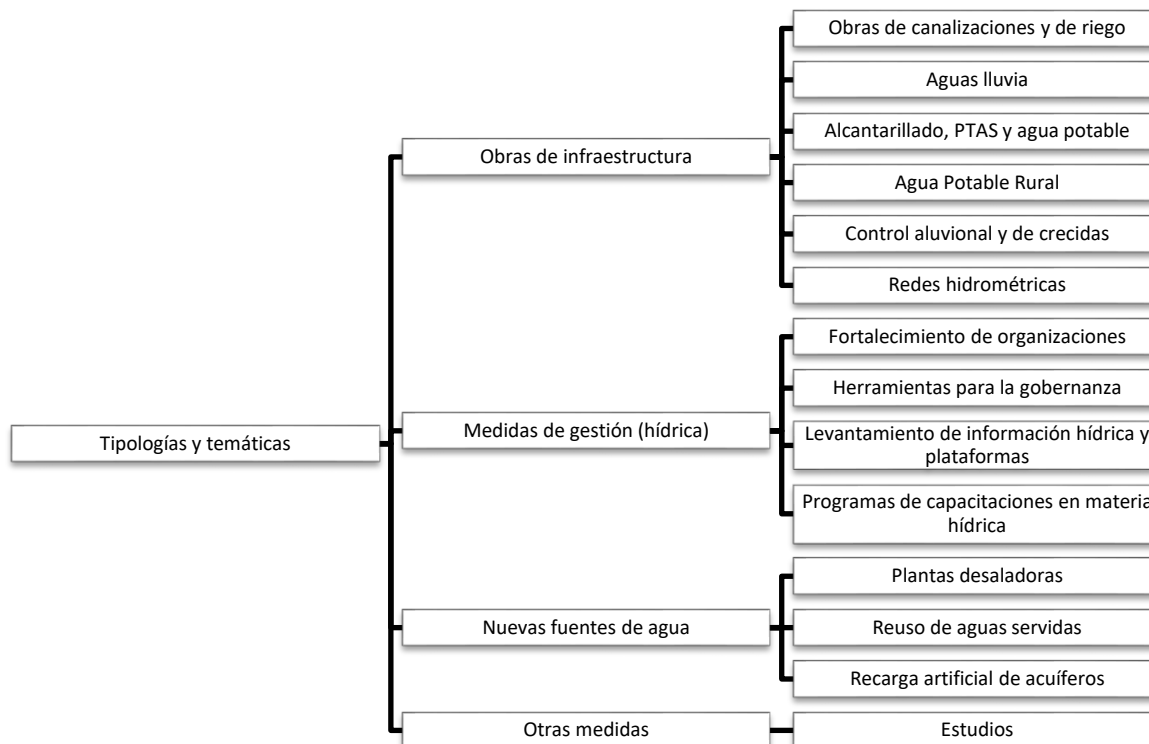 Tipologías y temáticas
Obras de infraestructura
Obras de canalizaciones y de riego
Aguas lluvia
Alcantarillado, PTAS y agua potable
Agua Potable Rural
Control aluvional y de crecidas
Redes hidrométricas
Medidas de gestión (hídrica)
Fortalecimiento de organizaciones
Herramientas para la gobernanza
Levantamiento de información hídrica y
plataformas
Programas de capacitaciones en materia
hídrica
Nuevas fuentes de agua
Plantas desaladoras
Reuso de aguas servidas
Recarga artificial de acuíferos
Otras medidas
Estudios